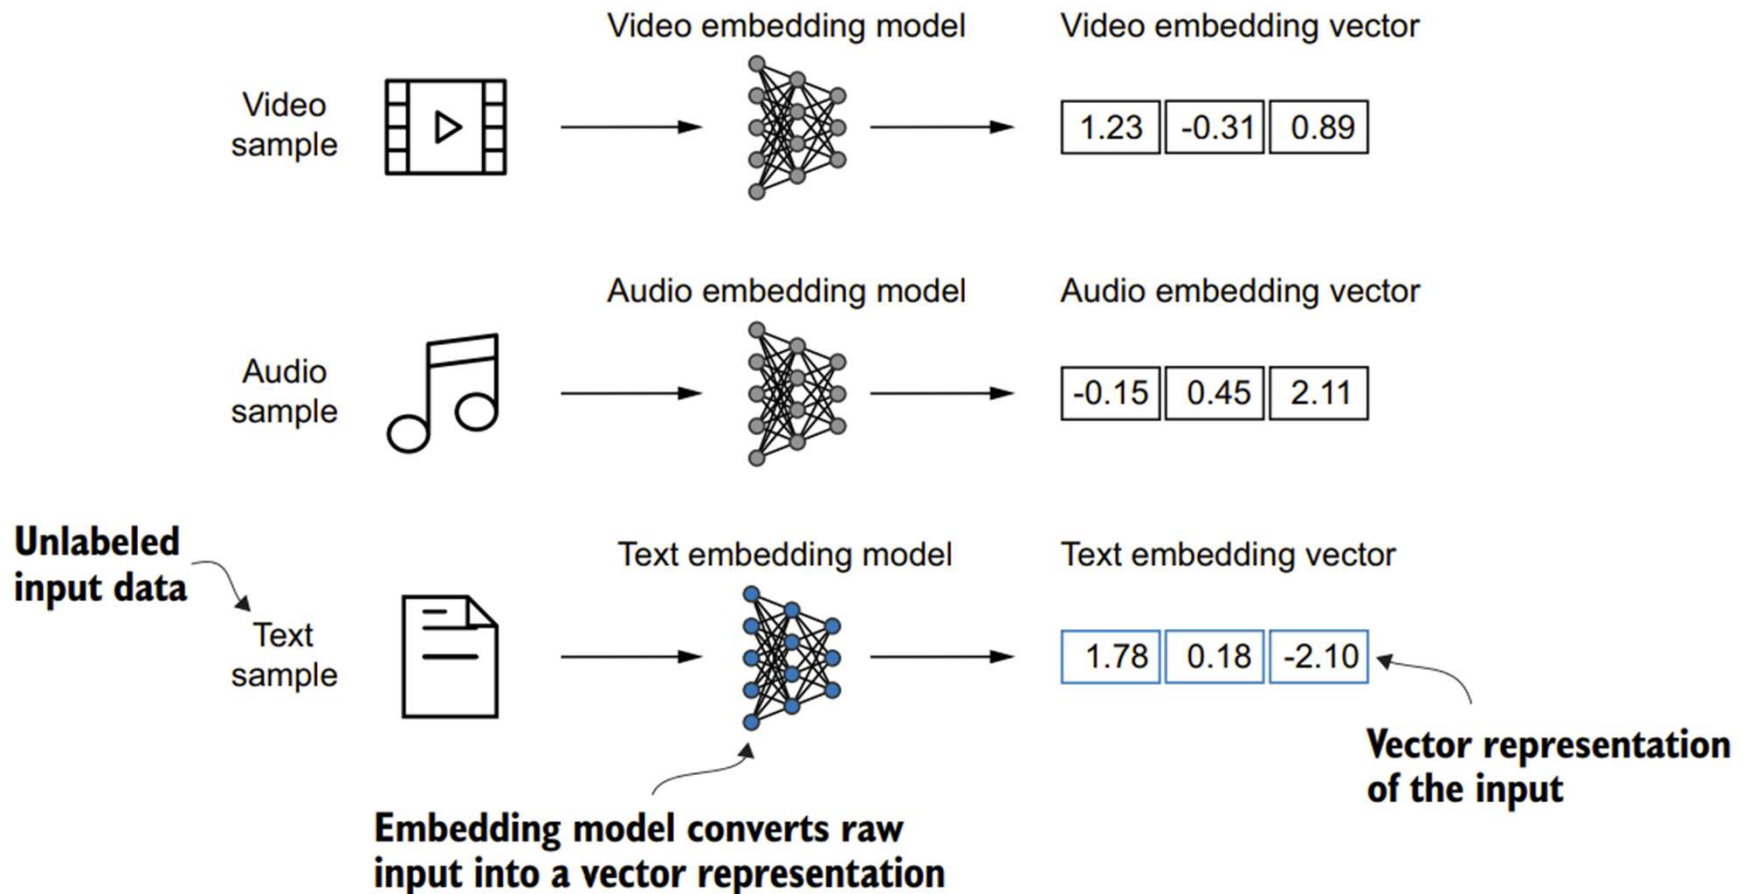 Video embedding model
Video embedding vector
Video
sample
1.23 -0.31 0.89
Audio embedding model
Audio embedding vector
Audio
sample
-0.15 0.45 2.11
Unlabeled
input data
Text embedding model
Text embedding vector
Text
sample
1.78 0.18 -2.10
Vector representation
of the input
Embedding model converts raw
input into a vector representation